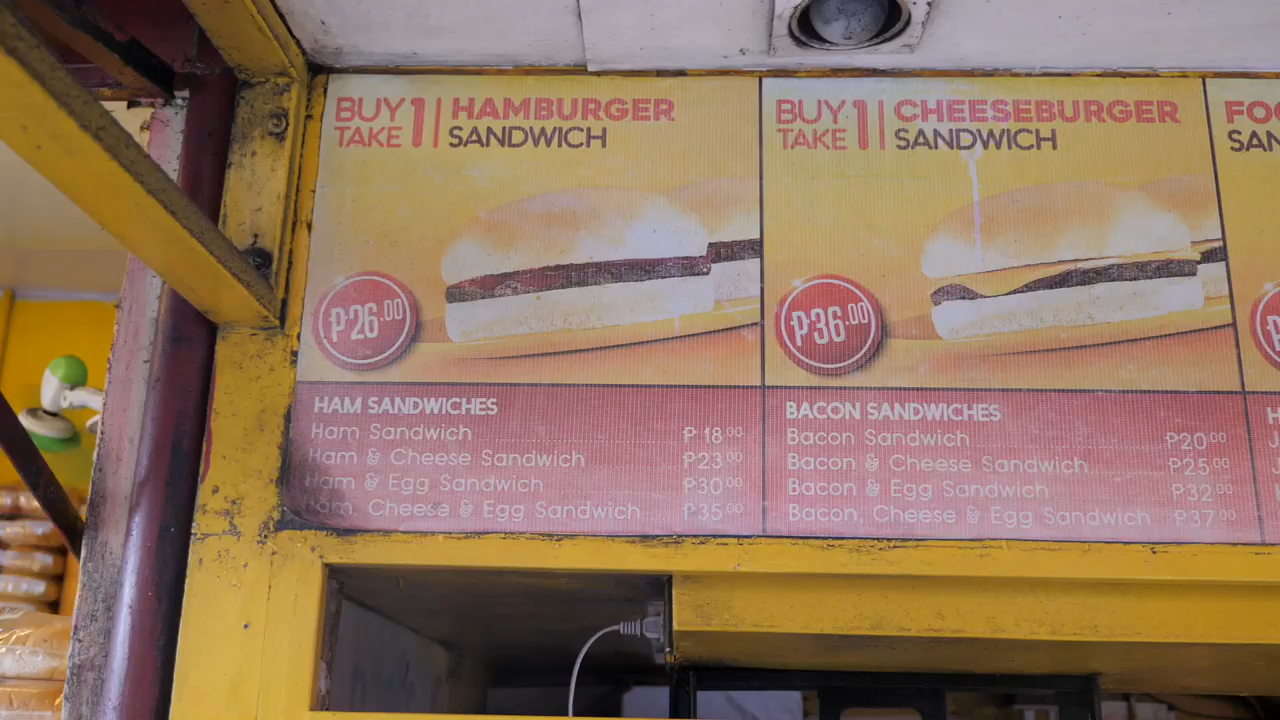 BUY 1 HAMBURGER
TAKE SANDWICH
₱26.00
HAM SANDWICHES
Ham Sandwich ₱18.00
Ham & Cheese Sandwich ₱23.00
Ham & Egg Sandwich ₱30.00
Ham, Cheese & Egg Sandwich ₱35.00
BUY 1 CHEESEBURGER
TAKE SANDWICH
₱36.00
BACON SANDWICHES
Bacon Sandwich ₱20.00
Bacon & Cheese Sandwich ₱25.00
Bacon & Egg Sandwich ₱32.00
Bacon, Cheese & Egg Sandwich ₱37.00